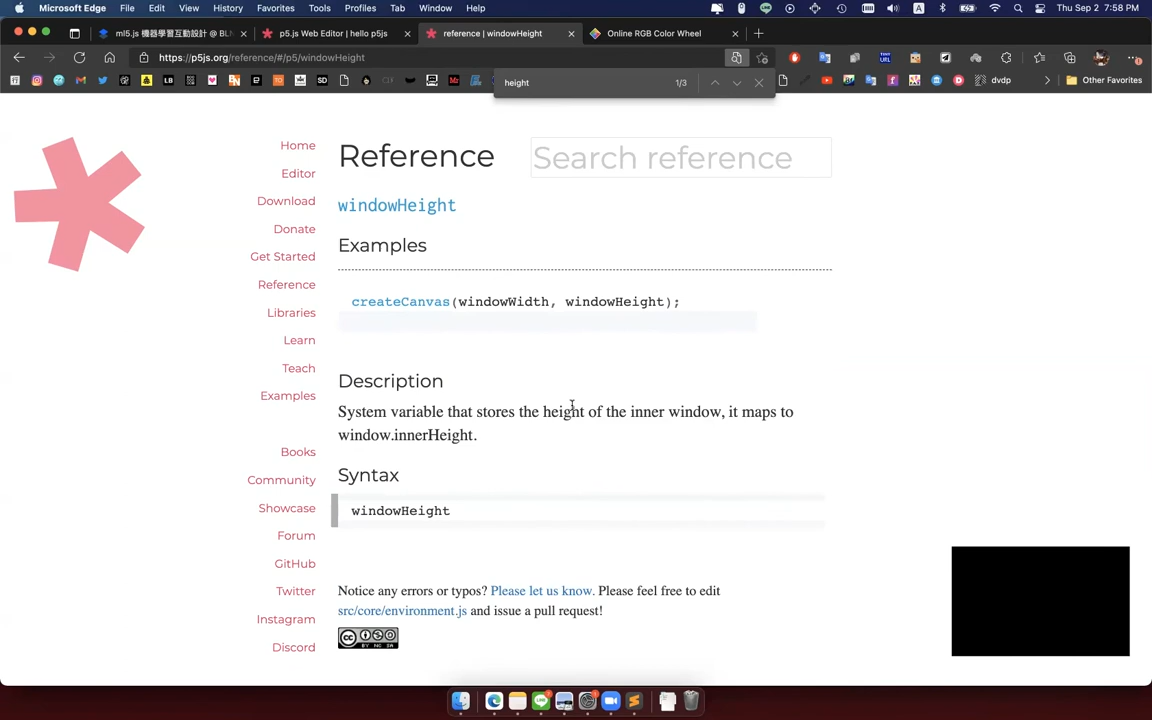 Microsoft Edge File Edit View History Favorites Tools Profiles Tab Window Help
Thu Sep 2 7:58 PM
ml5.js 機器學習互動設計 @ BLN
p5.js Web Editor | hello p5js
reference | windowHeight
Online RGB Color Wheel
https://p5js.org/reference/#/p5/windowHeight
dvdp
Other Favorites
height 1/3
Home
Editor
Download
Donate
Get Started
Reference
Libraries
Learn
Teach
Examples
Books
Community
Showcase
Forum
GitHub
Twitter
Instagram
Discord
Reference
Search reference
windowHeight
Examples
createCanvas(windowWidth, windowHeight);
Description
System variable that stores the height of the inner window, it maps to
window.innerHeight.
Syntax
windowHeight
Notice any errors or typos? Please let us know. Please feel free to edit
src/core/environment.js and issue a pull request!
BY NC SA